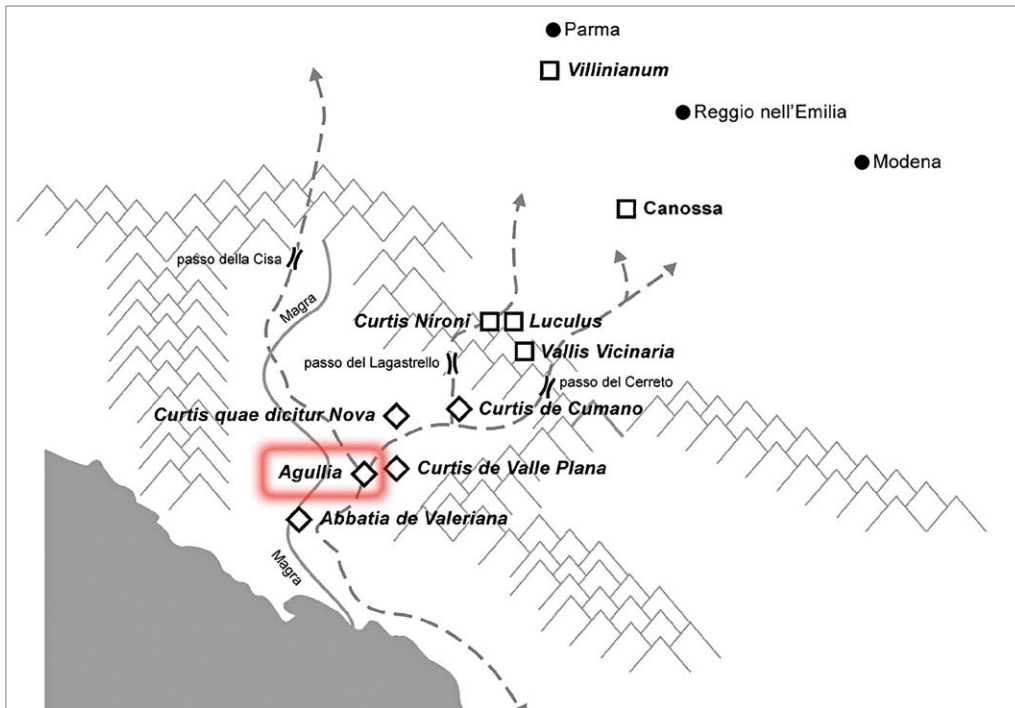 Parma
Villinianum
Reggio nell'Emilia
Modena
Canossa
passo della Cisa
Magra
Curtis Nironi
Luculus
Vallis Vicinaria
passo del Lagastrello
passo del Cerreto
Curtis quae dicitur Nova
Curtis de Cumano
Agullia
Curtis de Valle Plana
Abbatia de Valeriana
Magra